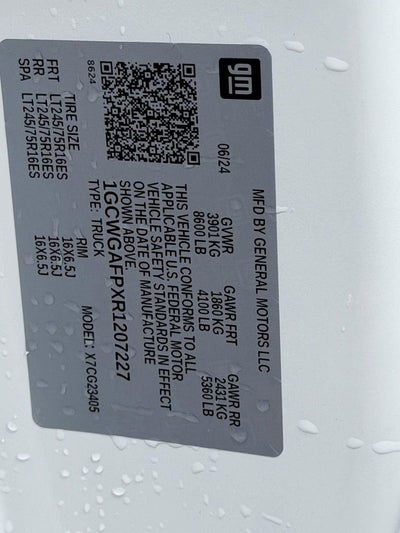 gm
MFD BY GENERAL MOTORS LLC
06/24
GVWR GAWR FRT GAWR RR
3901 KG 1860 KG 2431 KG
8600 LB 4100 LB 5360 LB
THIS VEHICLE CONFORMS TO ALL
APPLICABLE U.S. FEDERAL MOTOR
VEHICLE SAFETY STANDARDS IN EFFECT
ON THE DATE OF MANUFACTURE
SHOWN ABOVE.
1GCWGAFPXR1207227
TYPE: TRUCK MODEL: X7CG23405
8624
TIRE SIZE RIM
FRT LT245/75R16ES 16X6.5J
RR LT245/75R16ES 16X6.5J
SPA LT245/75R16ES